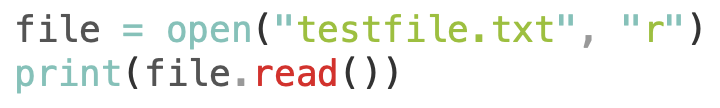 file = open("testfile.txt", "r")
print(file.read())